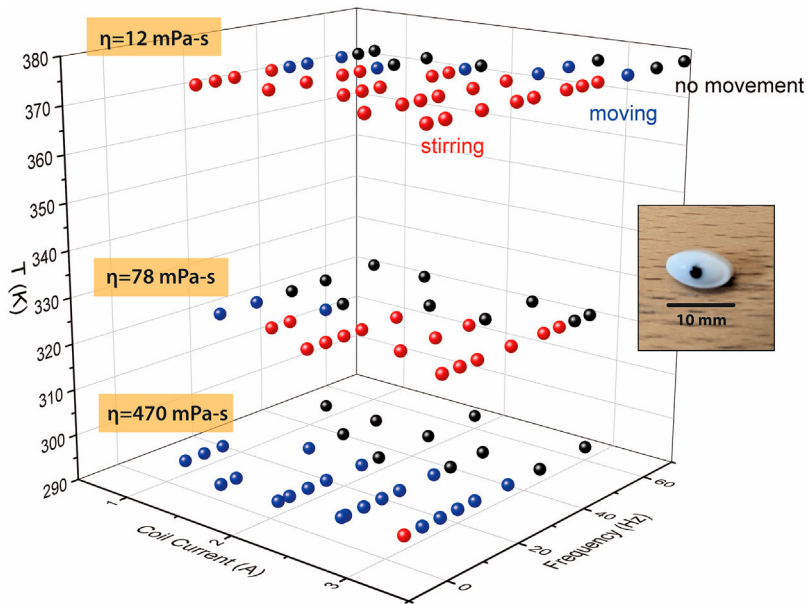 η=12 mPa-s
380
370
360
350
340
330
320
310
300
290
T (K)
no movement
moving
stirring
η=78 mPa-s
10 mm
η=470 mPa-s
1
2
3
Coil Current (A)
0
20
40
60
Frequency (Hz)